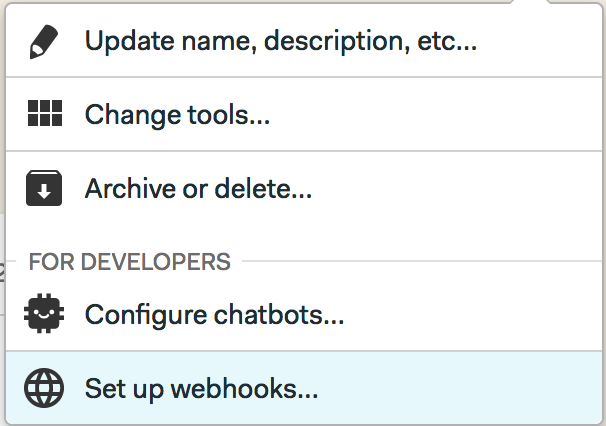 Update name, description, etc...
Change tools...
Archive or delete...
FOR DEVELOPERS
Configure chatbots...
Set up webhooks...